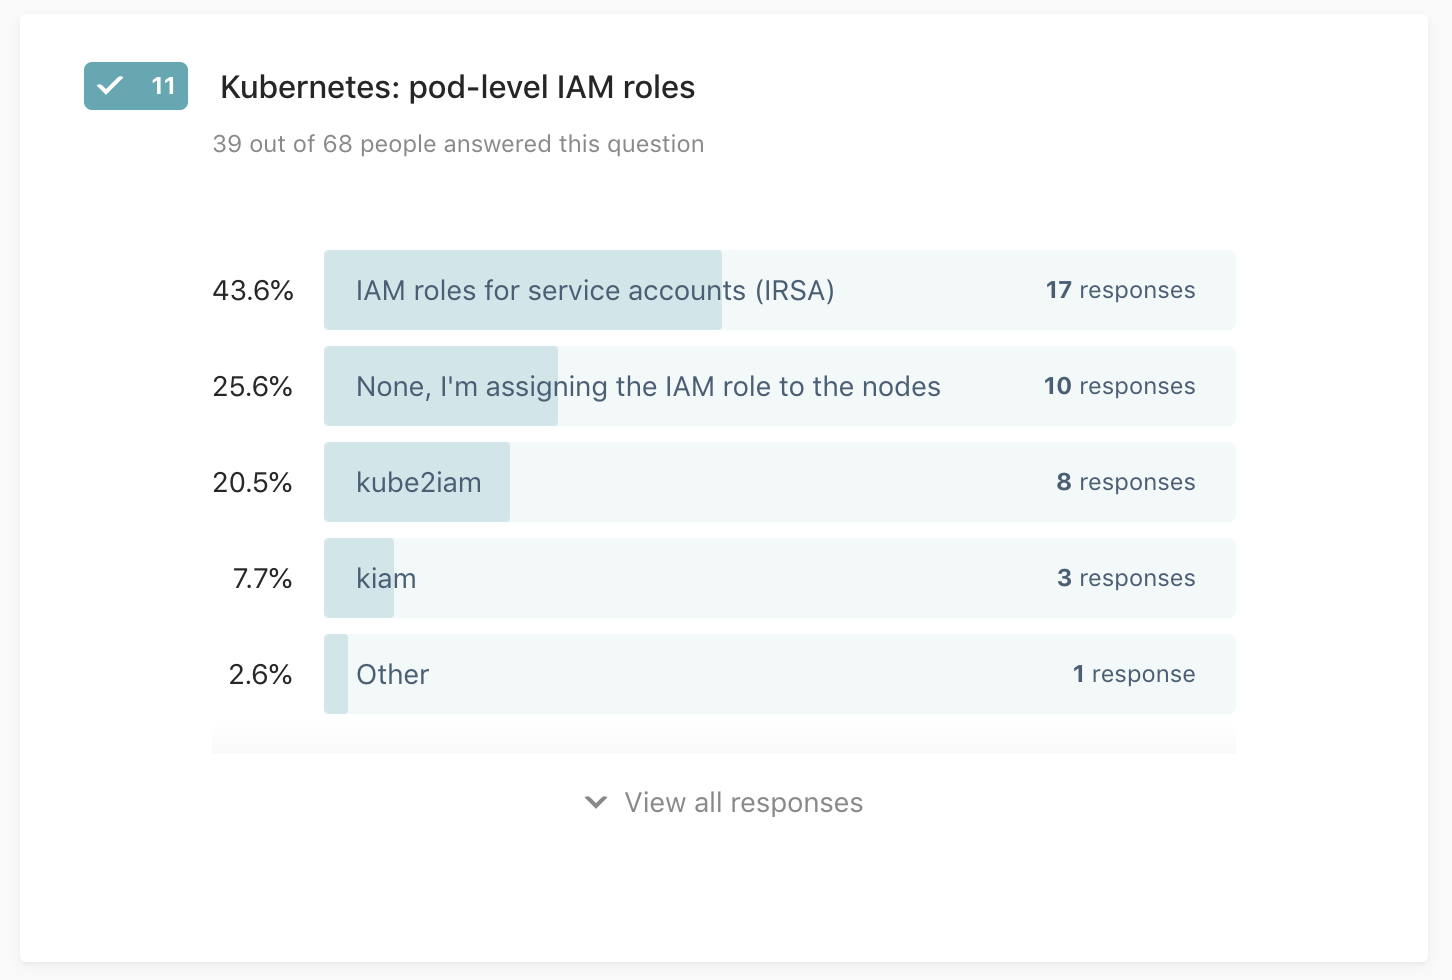 11 Kubernetes: pod-level IAM roles
39 out of 68 people answered this question
43.6% IAM roles for service accounts (IRSA) 17 responses
25.6% None, I'm assigning the IAM role to the nodes 10 responses
20.5% kube2iam 8 responses
7.7% kiam 3 responses
2.6% Other 1 response
View all responses